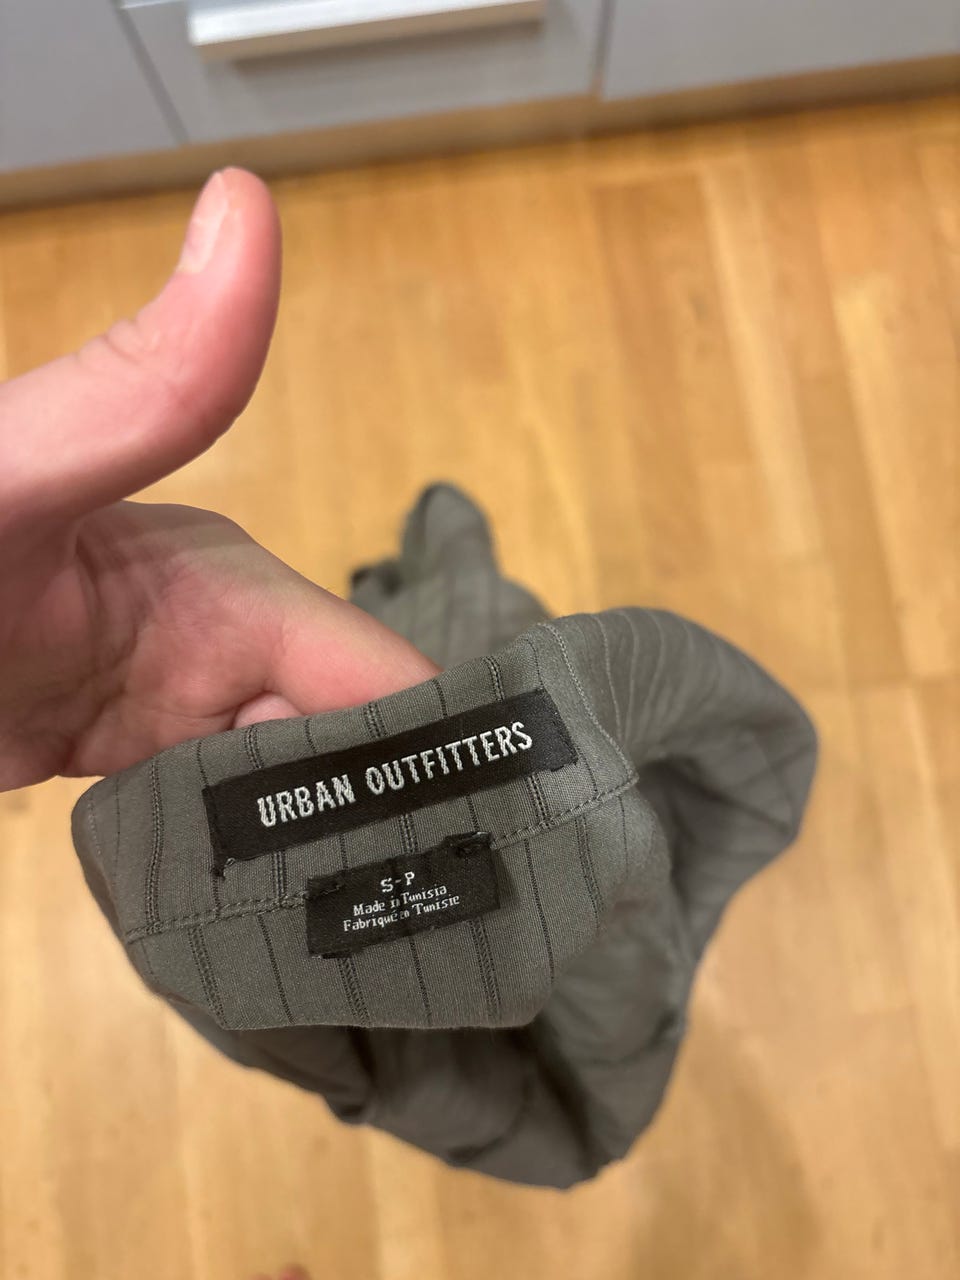 URBAN OUTFITTERS
S-P
Made in Tunisia
Fabriqué en Tunisie